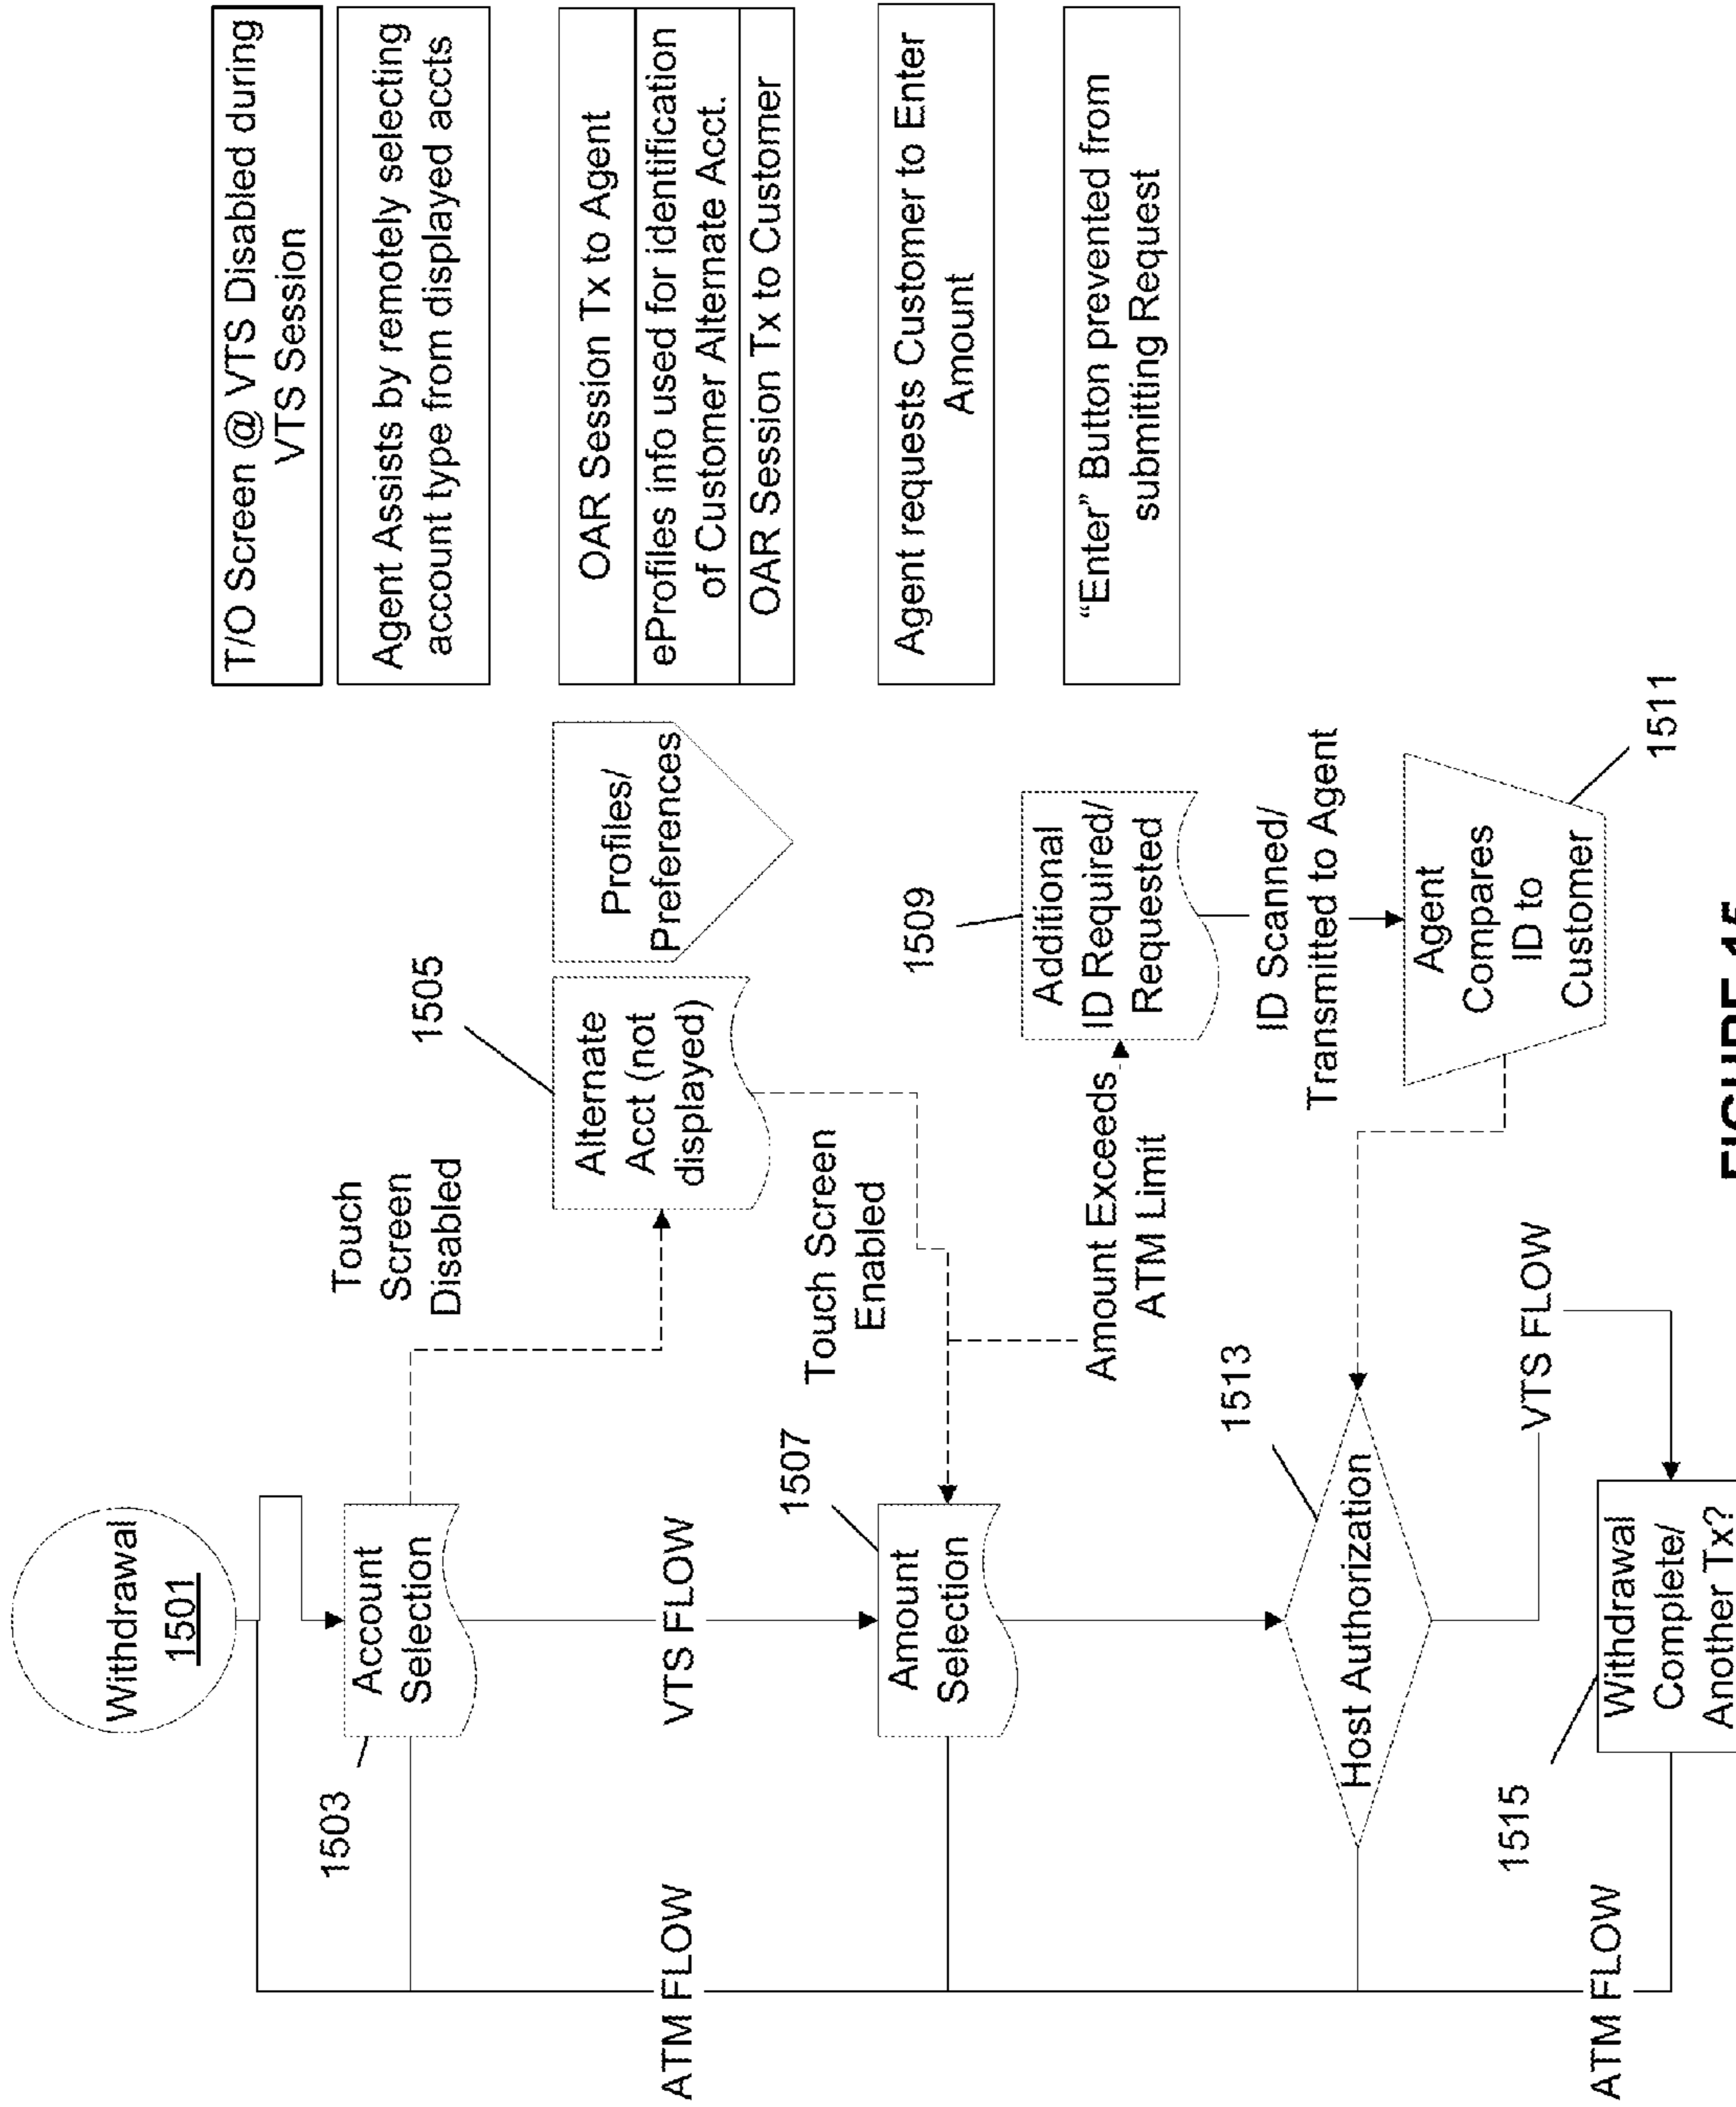 Withdrawal
1501
T/O Screen @ VTS Disabled during
VTS Session
1503
Account
Selection
Touch
Screen
Disabled
Agent Assists by remotely selecting
account type from displayed accts
1505
ATM FLOW
VTS FLOW
Alternate
Acct (not
displayed)
Profiles/
Preferences
OAR Session Tx to Agent
eProfiles info used for identification
of Customer Alternate Acct.
OAR Session Tx to Customer
Touch Screen
Enabled
1507
Amount
Selection
1509
Agent requests Customer to Enter
Amount
Amount Exceeds
ATM Limit
Additional
ID Required/
Requested
"Enter" Button prevented from
submitting Request
1513
ID Scanned/
Transmitted to Agent
Host Authorization
Agent
Compares
ID to
Customer
1511
1515
VTS FLOW
ATM FLOW
Withdrawal
Complete/
Another Tx?
FIGURE 15